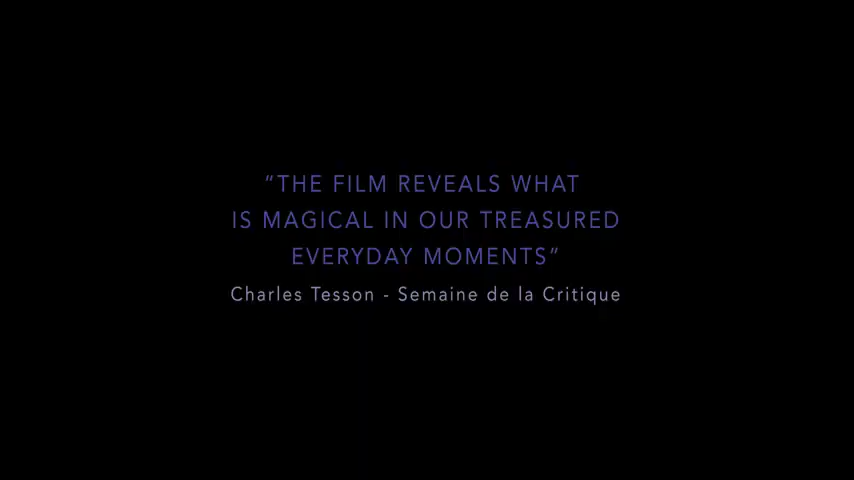 “THE FILM REVEALS WHAT
IS MAGICAL IN OUR TREASURED
EVERYDAY MOMENTS”
Charles Tesson - Semaine de la Critique